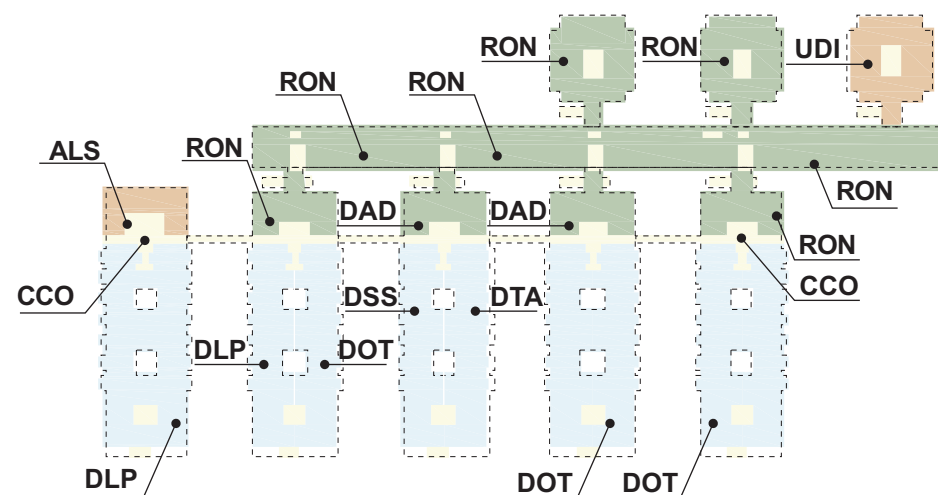 RON
RON
UDI
RON
RON
ALS
RON
DAD
DAD
RON
RON
CCO
DSS
DTA
CCO
DLP
DOT
DLP
DOT
DOT